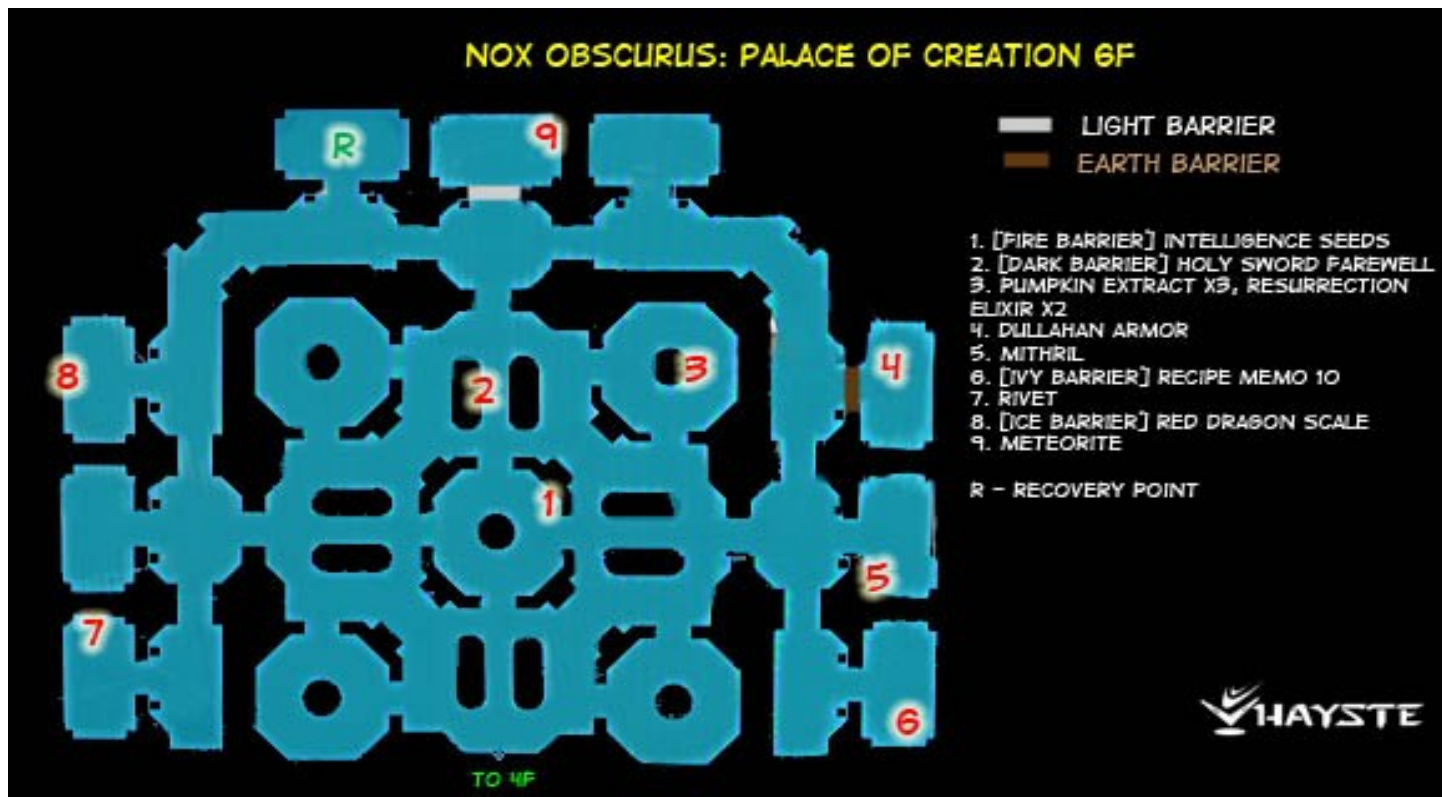 NOX OBSCURUS: PALACE OF CREATION 6F
LIGHT BARRIER
EARTH BARRIER
R
9
8
2
3
4
1
5
7
6
1. [FIRE BARRIER] INTELLIGENCE SEEDS
2. [DARK BARRIER] HOLY SWORD FAREWELL
3. PUMPKIN EXTRACT X3, RESURRECTION
ELIXIR X2
4. DULLAHAN ARMOR
5. MITHRIL
6. [IVY BARRIER] RECIPE MEMO 10
7. RIVET
8. [ICE BARRIER] RED DRAGON SCALE
9. METEORITE
R - RECOVERY POINT
HAYSTE
TO 4F